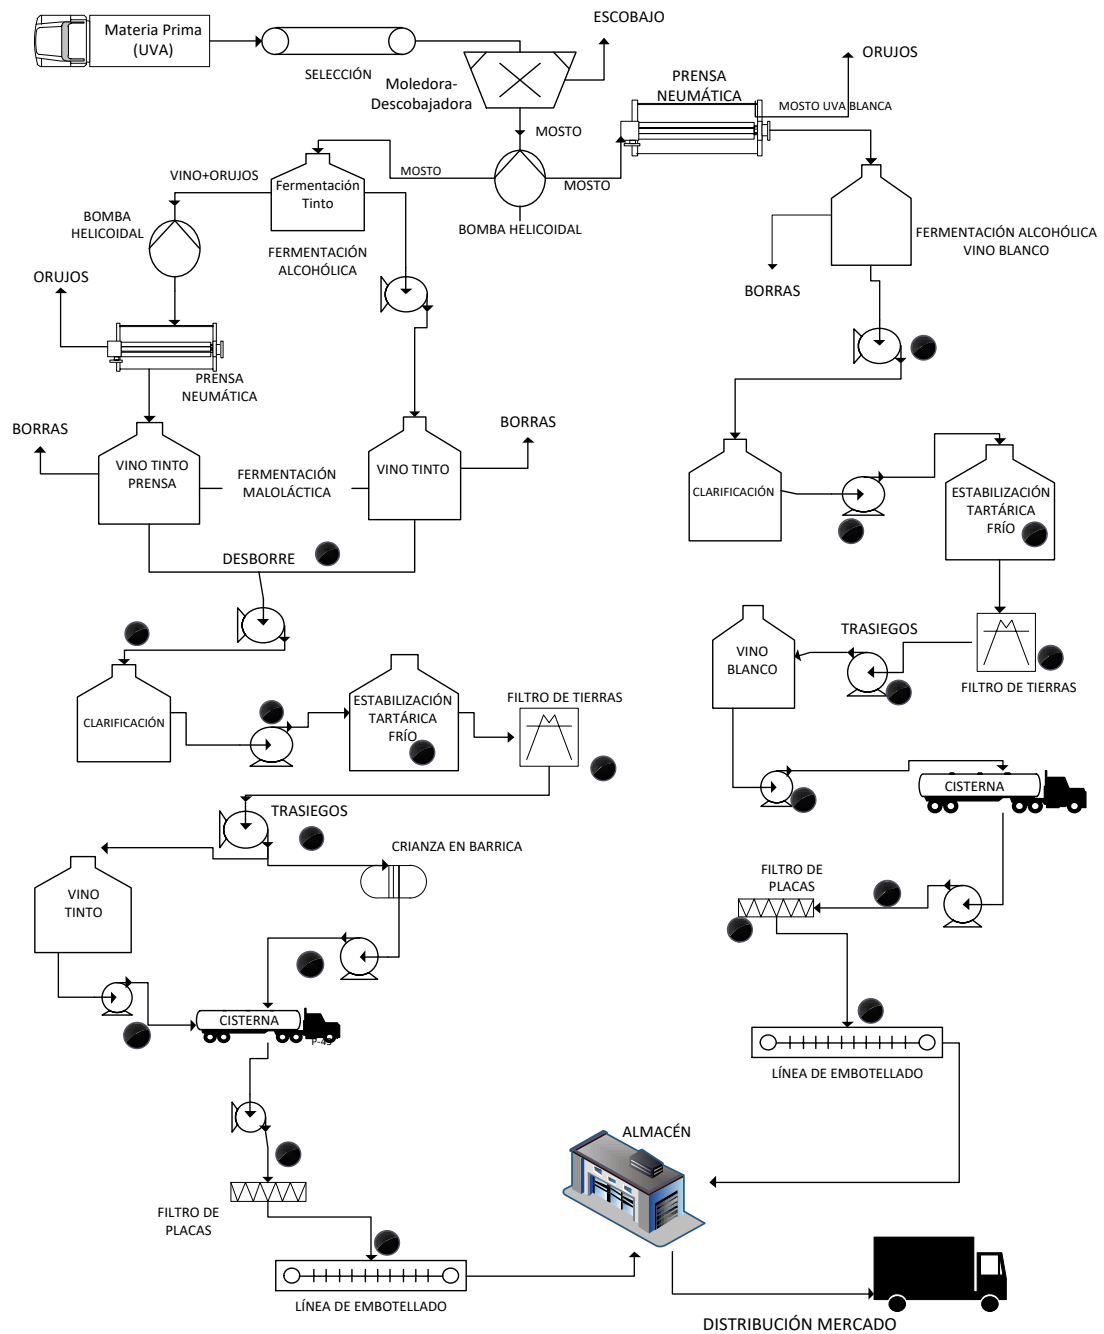 Materia Prima
(UVA)
SELECCIÓN
ESCOBAJO
Moledora-
Descobajadora
MOSTO
PRENSA
NEUMÁTICA
ORUJOS
MOSTO UVA BLANCA
MOSTO
MOSTO
BOMBA HELICOIDAL
Fermentación
Tinto
VINO+ORUJOS
BOMBA
HELICOIDAL
FERMENTACIÓN
ALCOHÓLICA
FERMENTACIÓN ALCOHÓLICA
VINO BLANCO
BORRAS
ORUJOS
PRENSA
NEUMÁTICA
BORRAS
VINO TINTO
PRENSA
FERMENTACIÓN
MALOLÁCTICA
VINO TINTO
BORRAS
CLARIFICACIÓN
ESTABILIZACIÓN
TARTÁRICA
FRÍO
DESBORRE
VINO
BLANCO
TRASIEGOS
FILTRO DE TIERRAS
CLARIFICACIÓN
ESTABILIZACIÓN
TARTÁRICA
FRÍO
FILTRO DE TIERRAS
CISTERNA
TRASIEGOS
CRIANZA EN BARRICA
VINO
TINTO
FILTRO DE
PLACAS
CISTERNA
P-45
LÍNEA DE EMBOTELLADO
ALMACÉN
FILTRO DE
PLACAS
LÍNEA DE EMBOTELLADO
DISTRIBUCIÓN MERCADO